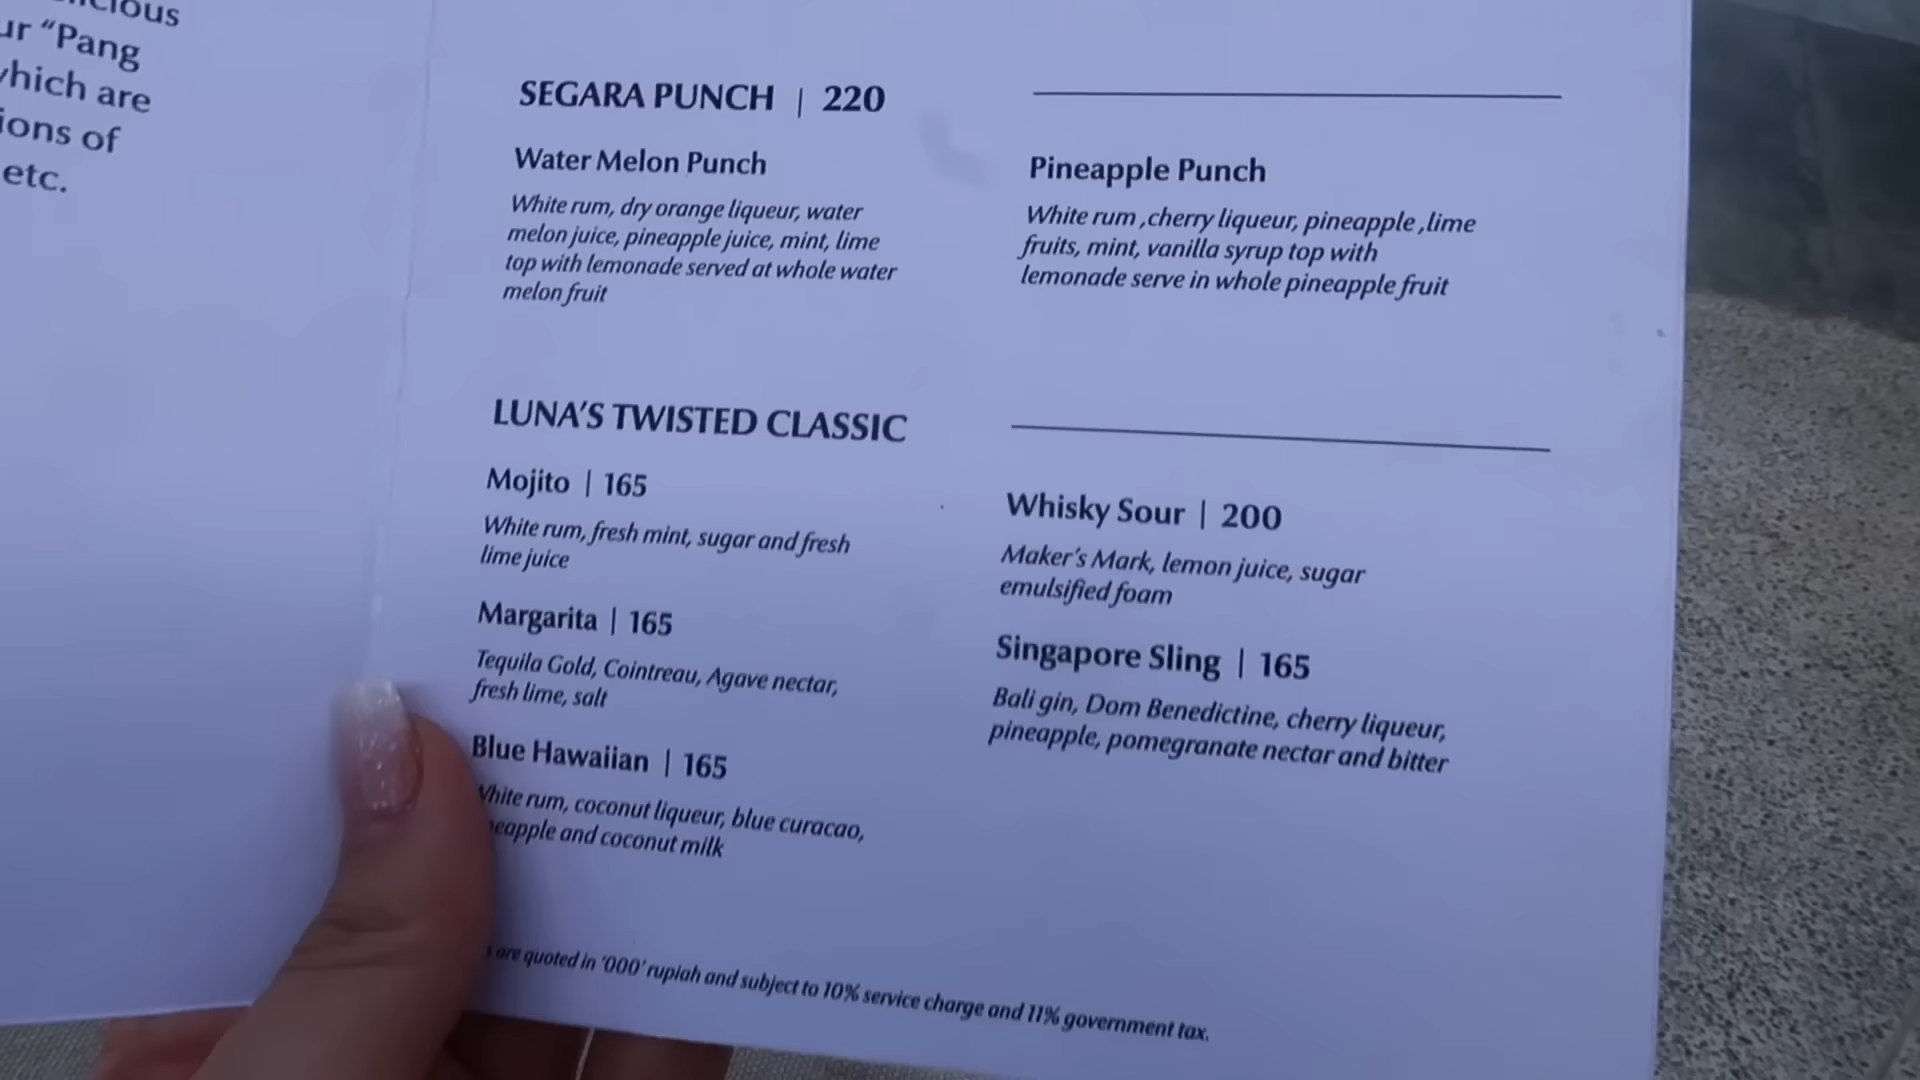 ur “Pang
which are
ions of
etc.
SEGARA PUNCH | 220
Water Melon Punch
White rum, dry orange liqueur, water
melon juice, pineapple juice, mint, lime
top with lemonade served at whole water
melon fruit
Pineapple Punch
White rum ,cherry liqueur, pineapple ,lime
fruits, mint, vanilla syrup top with
lemonade serve in whole pineapple fruit
LUNA’S TWISTED CLASSIC
Mojito | 165
White rum, fresh mint, sugar and fresh
lime juice
Margarita | 165
Tequila Gold, Cointreau, Agave nectar,
fresh lime, salt
Blue Hawaiian | 165
White rum, coconut liqueur, blue curacao,
neapple and coconut milk
Whisky Sour | 200
Maker’s Mark, lemon juice, sugar
emulsified foam
Singapore Sling | 165
Bali gin, Dom Benedictine, cherry liqueur,
pineapple, pomegranate nectar and bitter
are quoted in ‘000’ rupiah and subject to 10% service charge and 11% government tax.